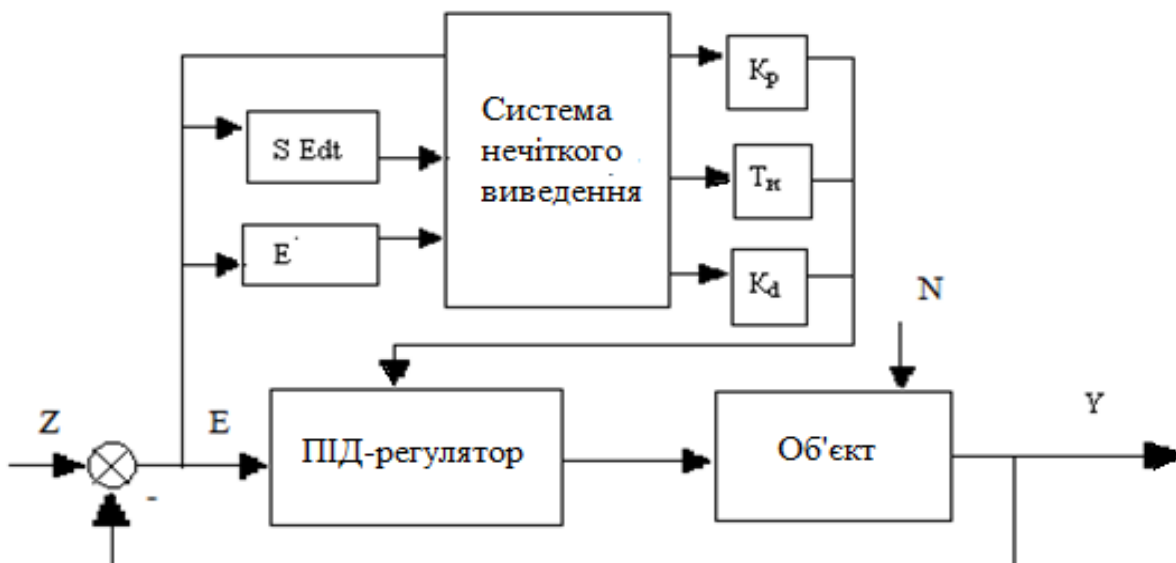 Система
нечіткого
виведення
S Edt
E'
Kp
Tи
Kd
N
Z
E
ПІД-регулятор
Об'єкт
Y
-